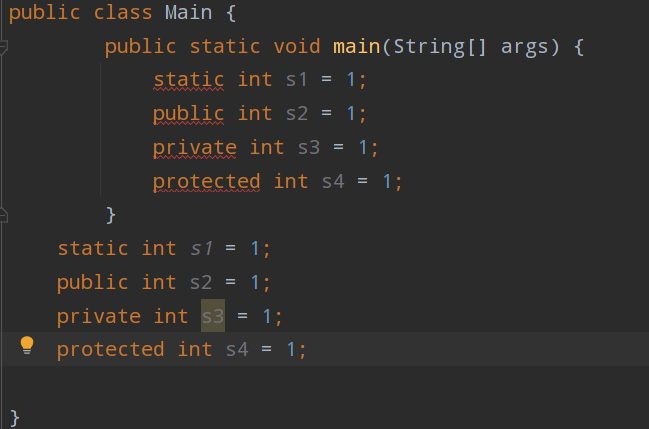 public class Main {
public static void main(String[] args) {
static int s1 = 1;
public int s2 = 1;
private int s3 = 1;
protected int s4 = 1;
}
static int s1 = 1;
public int s2 = 1;
private int s3 = 1;
protected int s4 = 1;
}